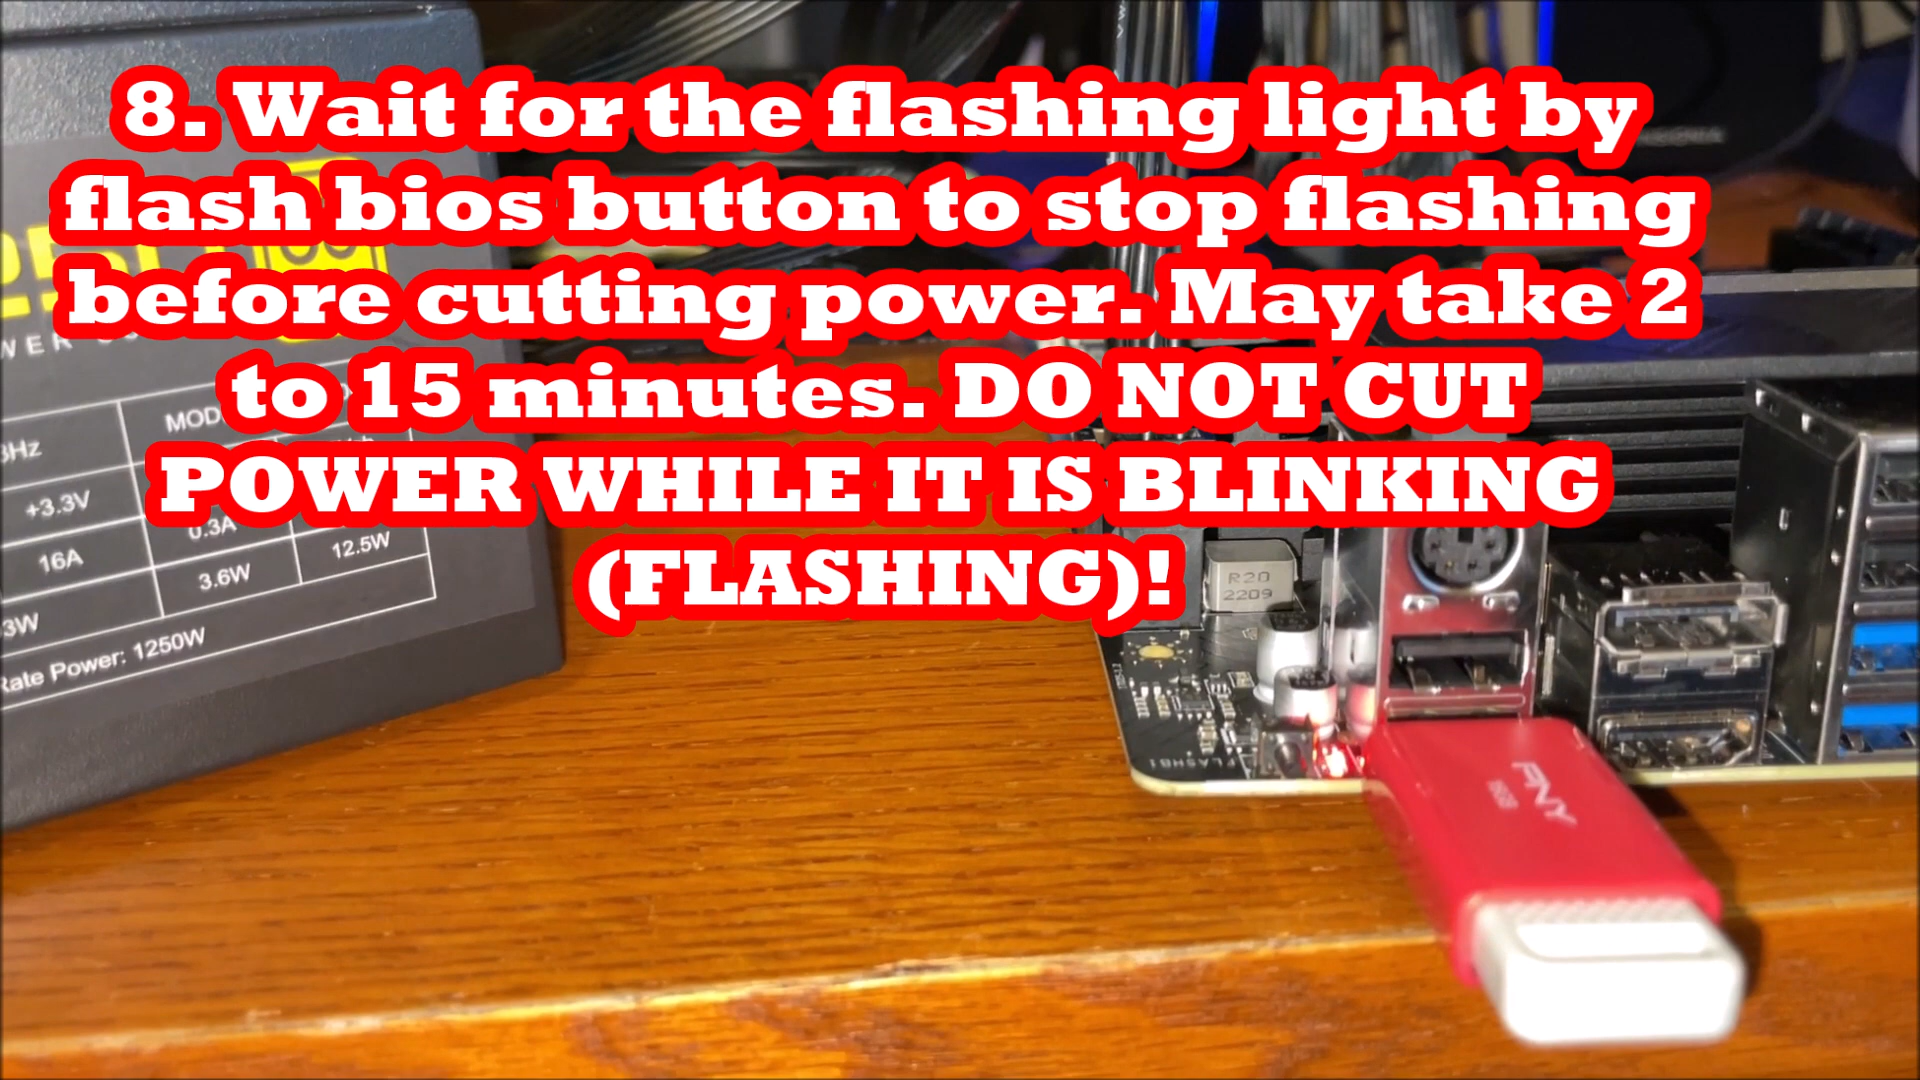 8. Wait for the flashing light by
flash bios button to stop flashing
before cutting power. May take 2
to 15 minutes. DO NOT CUT
POWER WHILE IT IS BLINKING
(FLASHING)!
+3.3V
16A
0.3A
3.6W
12.5W
3W
Rate Power: 1250W
R20
2209
FLASHB1
PNY